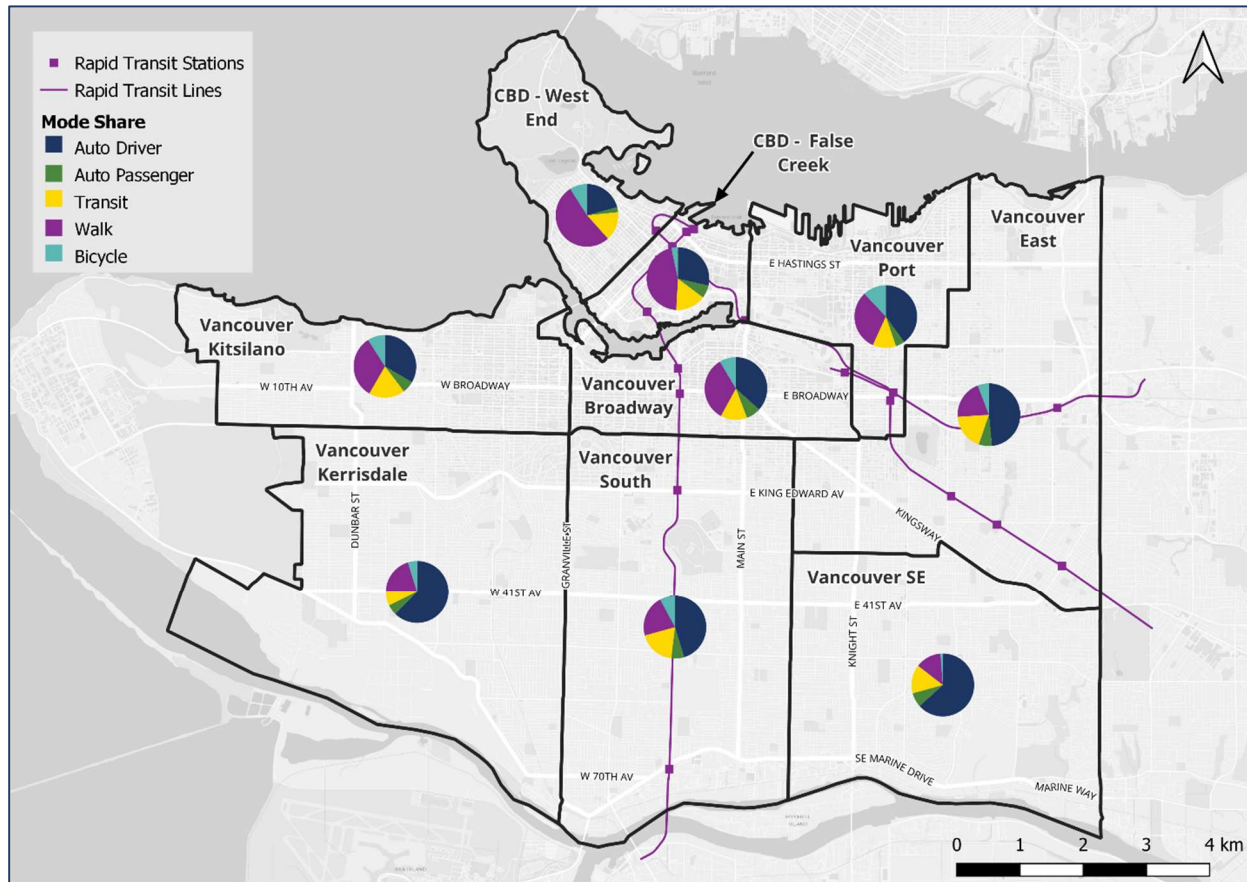 Rapid Transit Stations
Rapid Transit Lines
Mode Share
Auto Driver
Auto Passenger
Transit
Walk
Bicycle
CBD - West
End
CBD - False
Creek
Vancouver
East
Vancouver
Port
E HASTINGS ST
Vancouver
Kitsilano
W 10TH AV
W BROADWAY
Vancouver
Broadway
E BROADWAY
Vancouver
Kerrisdale
Vancouver
South
E KING EDWARD AV
KINGSWAY
DUNBAR ST
GRANVILLE ST
MAIN ST
Vancouver SE
W 41ST AV
E 41ST AV
KNIGHT ST
W 70TH AV
SE MARINE DRIVE
MARINE WAY
0 1 2 3 4 km